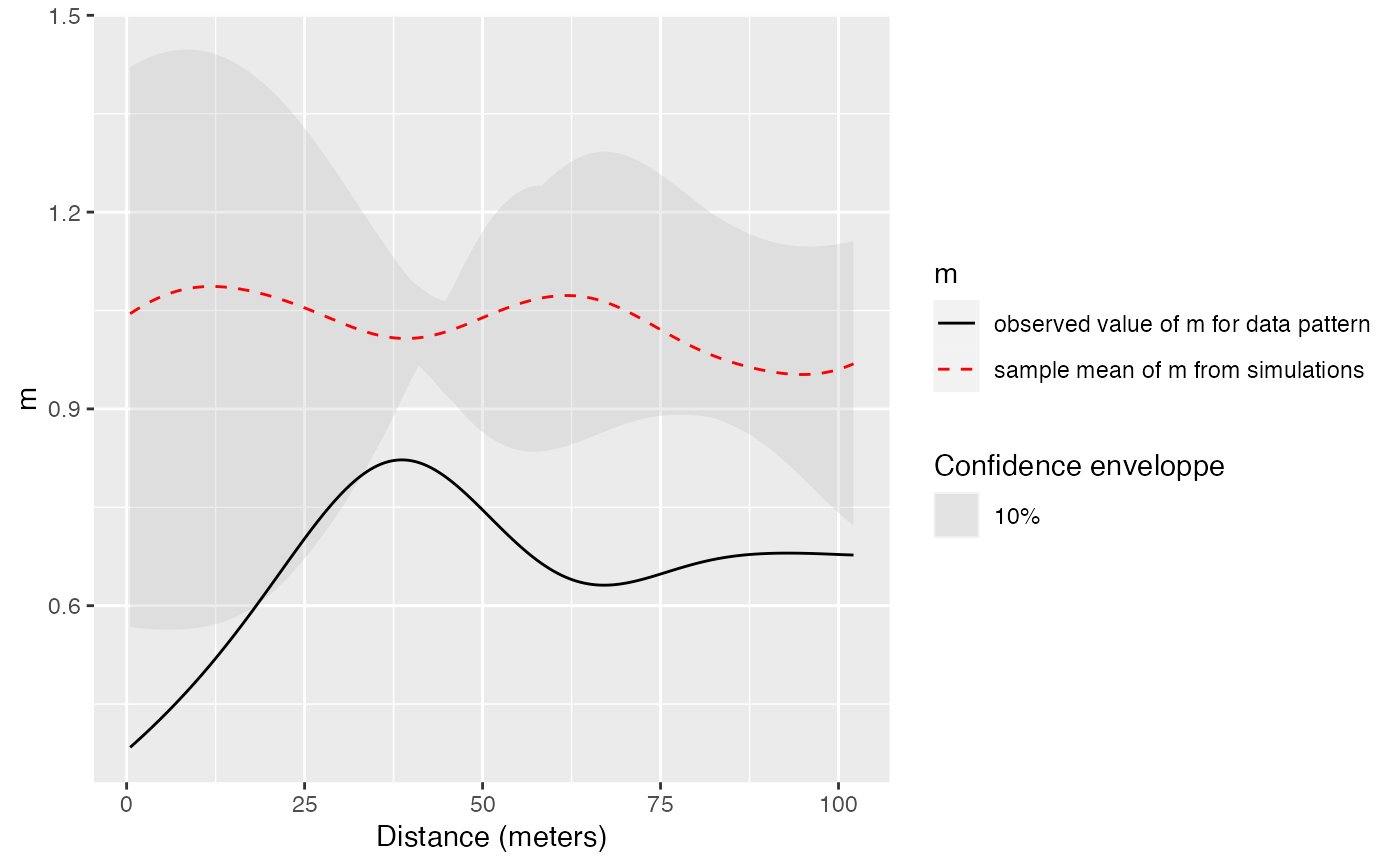 1.5
1.2
0.9
0.6
m
0
25
50
75
100
Distance (meters)
m
observed value of m for data pattern
sample mean of m from simulations
Confidence enveloppe
10%